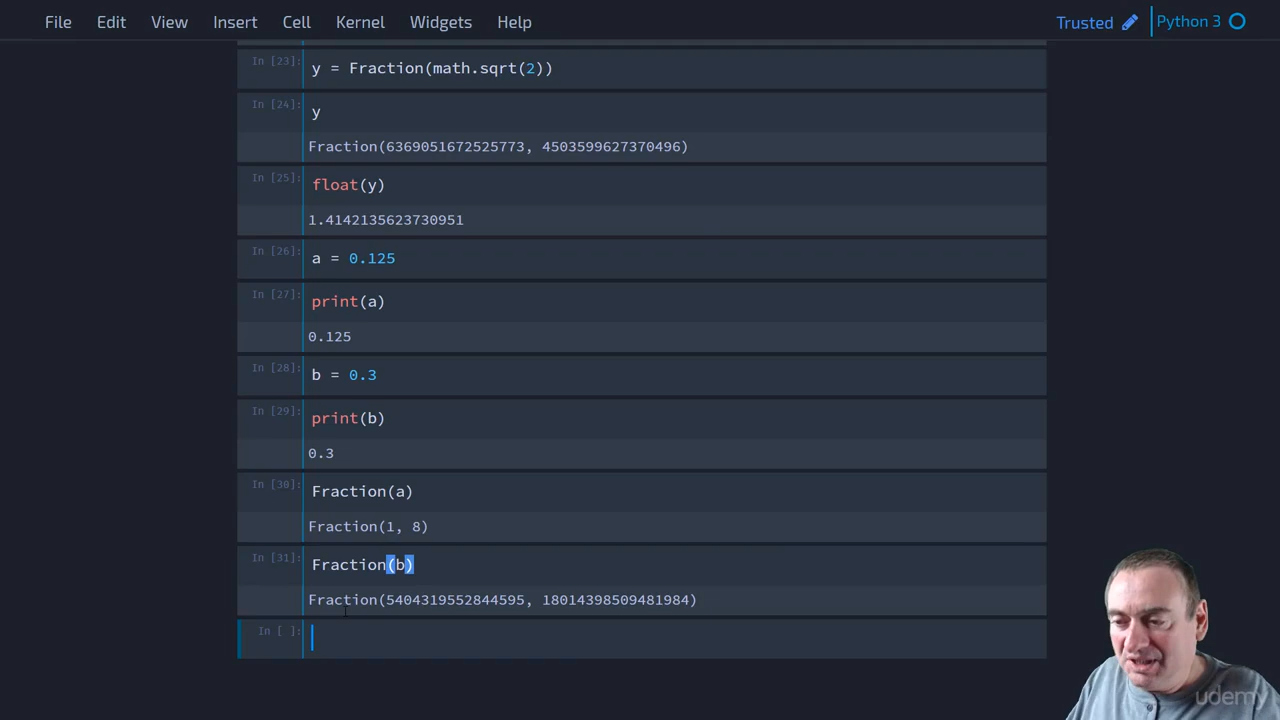 File Edit View Insert Cell Kernel Widgets Help Trusted Python 3
In [23]: y = Fraction(math.sqrt(2))
In [24]: y
Fraction(6369051672525773, 4503599627370496)
In [25]: float(y)
1.4142135623730951
In [26]: a = 0.125
In [27]: print(a)
0.125
In [28]: b = 0.3
In [29]: print(b)
0.3
In [30]: Fraction(a)
Fraction(1, 8)
In [31]: Fraction(b)
Fraction(5404319552844595, 18014398509481984)
In [ ]:
udemy